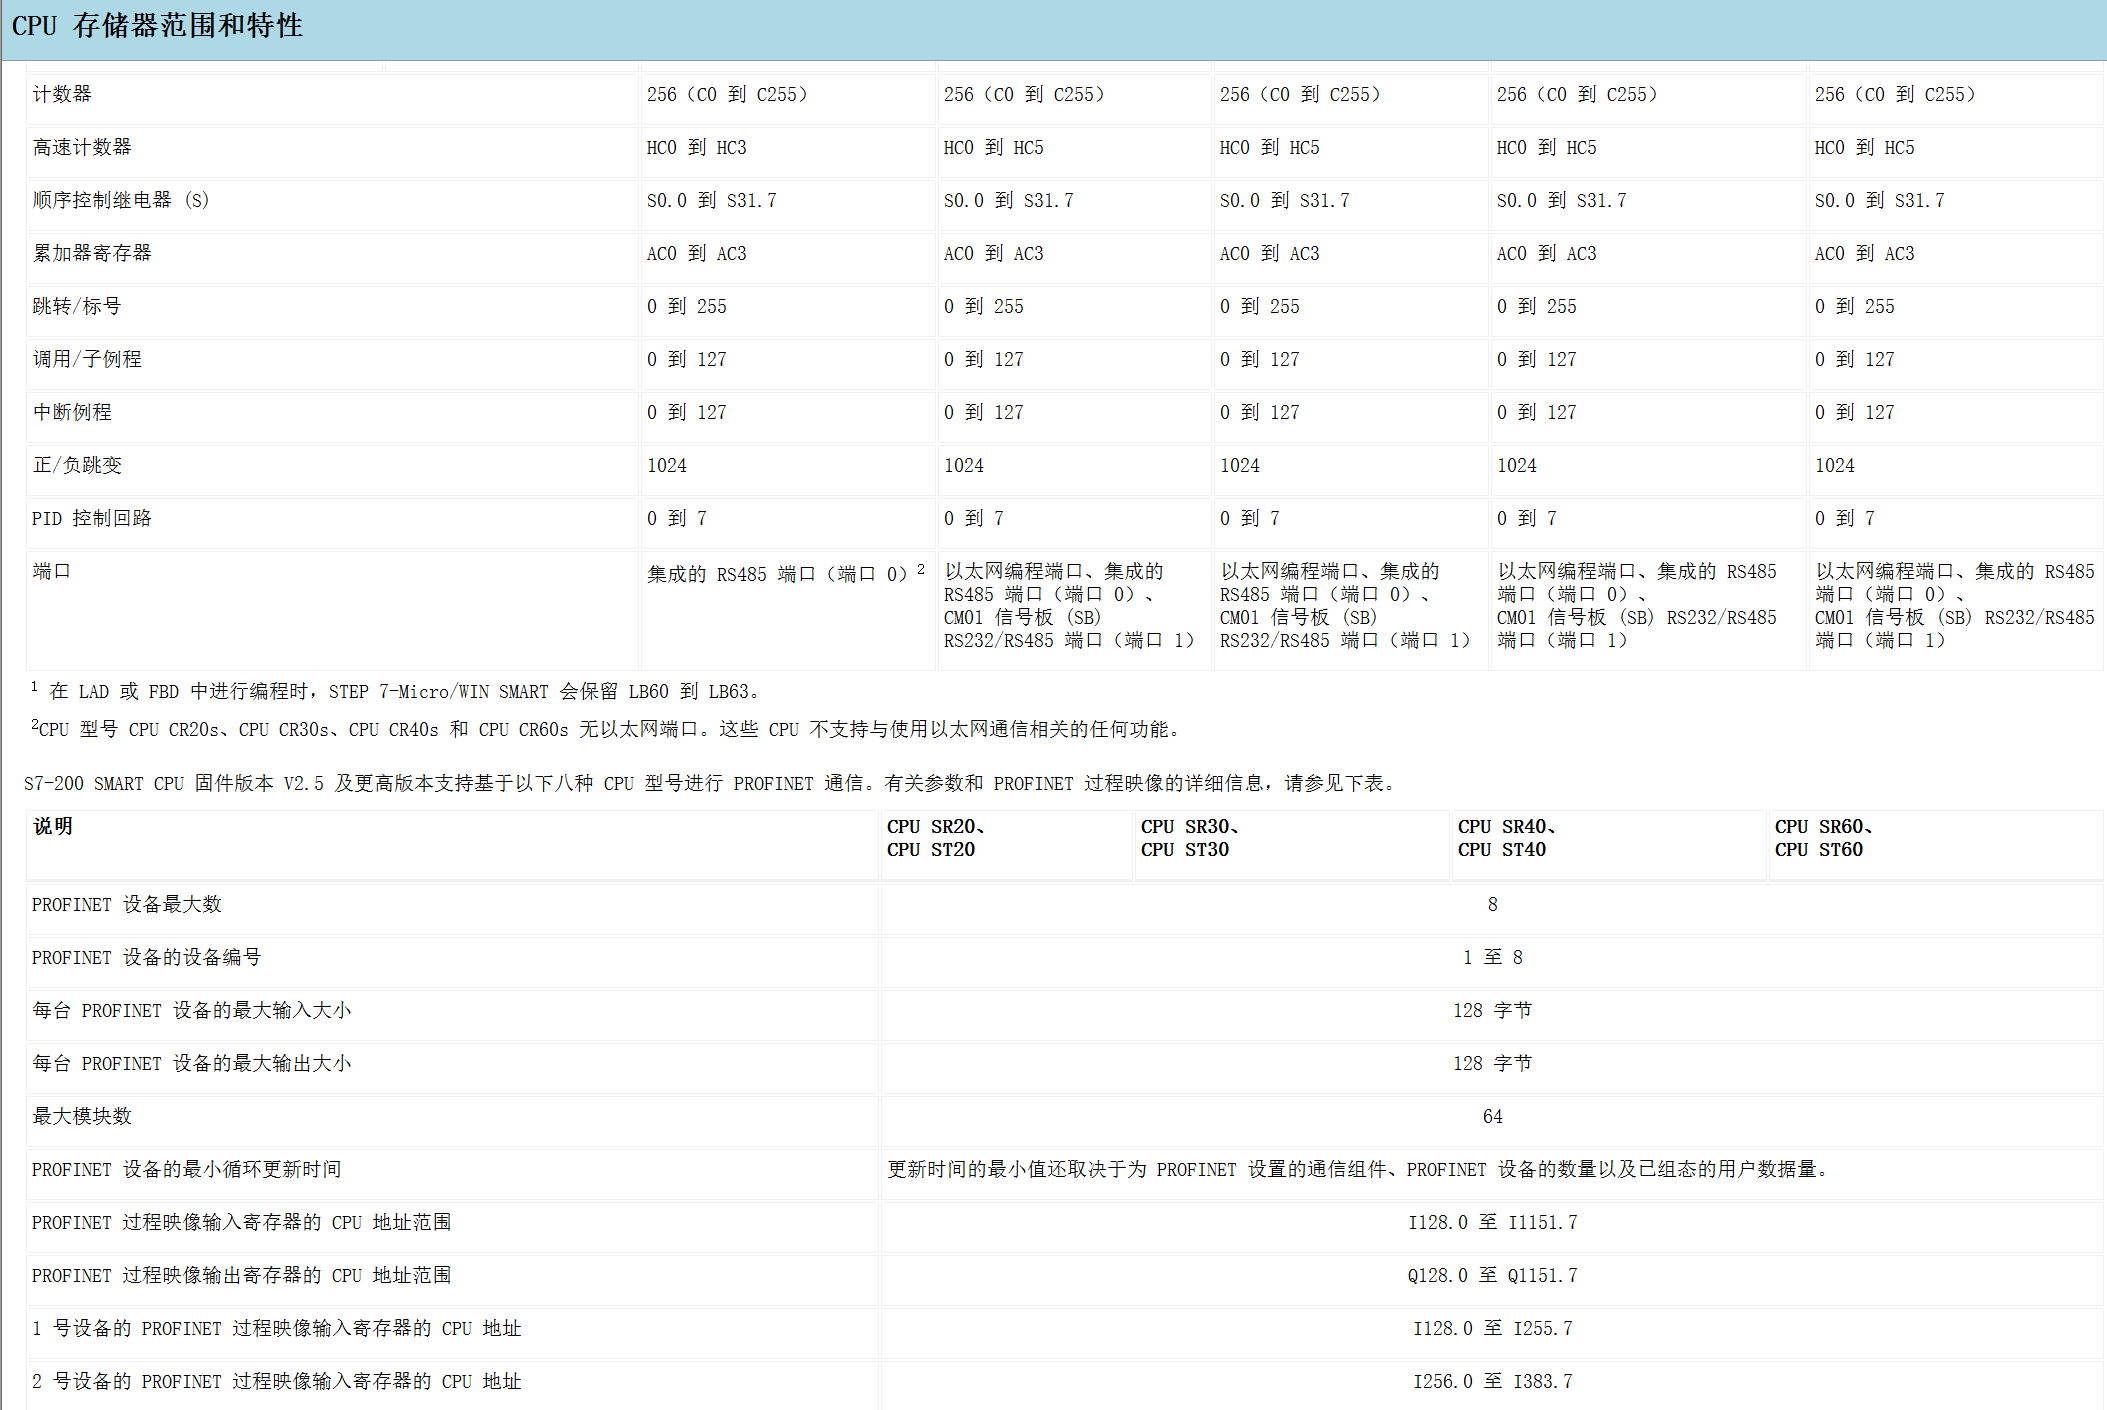 CPU 存储器范围和特性
计数器 256（C0 到 C255） 256（C0 到 C255） 256（C0 到 C255） 256（C0 到 C255） 256（C0 到 C255）
高速计数器 HC0 到 HC3 HC0 到 HC5 HC0 到 HC5 HC0 到 HC5 HC0 到 HC5
顺序控制继电器 (S) S0.0 到 S31.7 S0.0 到 S31.7 S0.0 到 S31.7 S0.0 到 S31.7 S0.0 到 S31.7
累加器寄存器 AC0 到 AC3 AC0 到 AC3 AC0 到 AC3 AC0 到 AC3 AC0 到 AC3
跳转/标号 0 到 255 0 到 255 0 到 255 0 到 255 0 到 255
调用/子例程 0 到 127 0 到 127 0 到 127 0 到 127 0 到 127
中断例程 0 到 127 0 到 127 0 到 127 0 到 127 0 到 127
正/负跳变 1024 1024 1024 1024 1024
PID 控制回路 0 到 7 0 到 7 0 到 7 0 到 7 0 到 7
端口 集成的 RS485 端口（端口 0）² 以太网编程端口、集成的 以太网编程端口、集成的 以太网编程端口、集成的 RS485 以太网编程端口、集成的 RS485
RS485 端口（端口 0）、 RS485 端口（端口 0）、 端口（端口 0）、 端口（端口 0）、
CM01 信号板 (SB) CM01 信号板 (SB) CM01 信号板 (SB) RS232/RS485 CM01 信号板 (SB) RS232/RS485
RS232/RS485 端口（端口 1） RS232/RS485 端口（端口 1） 端口（端口 1） 端口（端口 1）
¹ 在 LAD 或 FBD 中进行编程时，STEP 7-Micro/WIN SMART 会保留 LB60 到 LB63。
²CPU 型号 CPU CR20s、CPU CR30s、CPU CR40s 和 CPU CR60s 无以太网端口。这些 CPU 不支持与使用以太网通信相关的任何功能。
S7-200 SMART CPU 固件版本 V2.5 及更高版本支持基于以下八种 CPU 型号进行 PROFINET 通信。有关参数和 PROFINET 过程映像的详细信息，请参见下表。
说明 CPU SR20、 CPU SR30、 CPU SR40、 CPU SR60、
CPU ST20 CPU ST30 CPU ST40 CPU ST60
PROFINET 设备最大数 8
PROFINET 设备的设备编号 1 至 8
每台 PROFINET 设备的最大输入大小 128 字节
每台 PROFINET 设备的最大输出大小 128 字节
最大模块数 64
PROFINET 设备的最小循环更新时间 更新时间的最小值还取决于为 PROFINET 设置的通信组件、PROFINET 设备的数量以及已组态的用户数据量。
PROFINET 过程映像输入寄存器的 CPU 地址范围 I128.0 至 I1151.7
PROFINET 过程映像输出寄存器的 CPU 地址范围 Q128.0 至 Q1151.7
1 号设备的 PROFINET 过程映像输入寄存器的 CPU 地址 I128.0 至 I255.7
2 号设备的 PROFINET 过程映像输入寄存器的 CPU 地址 I256.0 至 I383.7